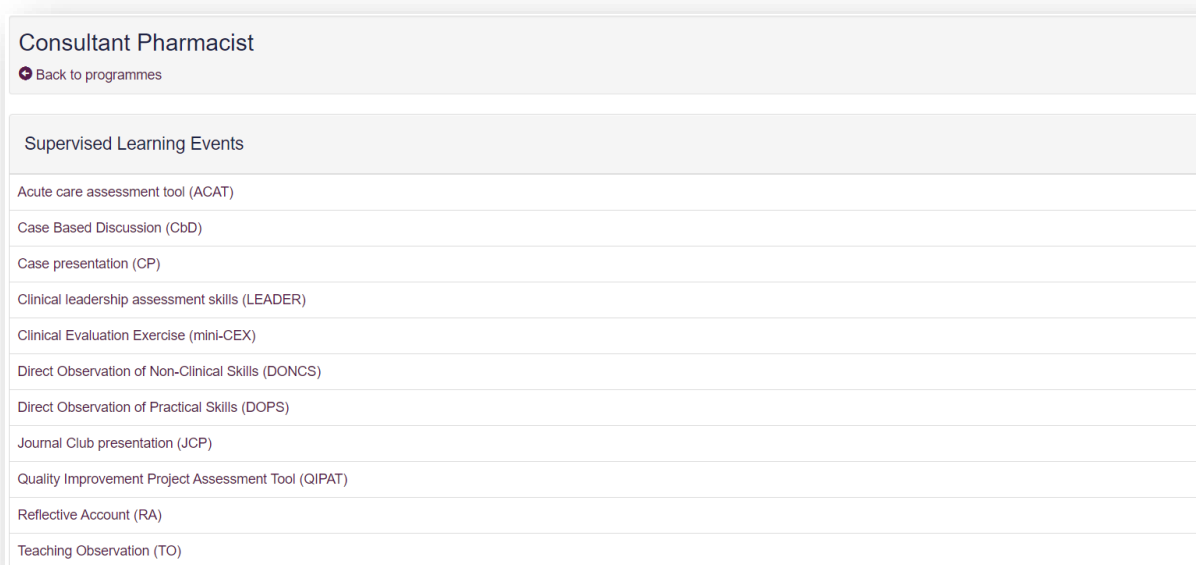 Consultant Pharmacist
Back to programmes
Supervised Learning Events
Acute care assessment tool (ACAT)
Case Based Discussion (CbD)
Case presentation (CP)
Clinical leadership assessment skills (LEADER)
Clinical Evaluation Exercise (mini-CEX)
Direct Observation of Non-Clinical Skills (DONCS)
Direct Observation of Practical Skills (DOPS)
Journal Club presentation (JCP)
Quality Improvement Project Assessment Tool (QIPAT)
Reflective Account (RA)
Teaching Observation (TO)